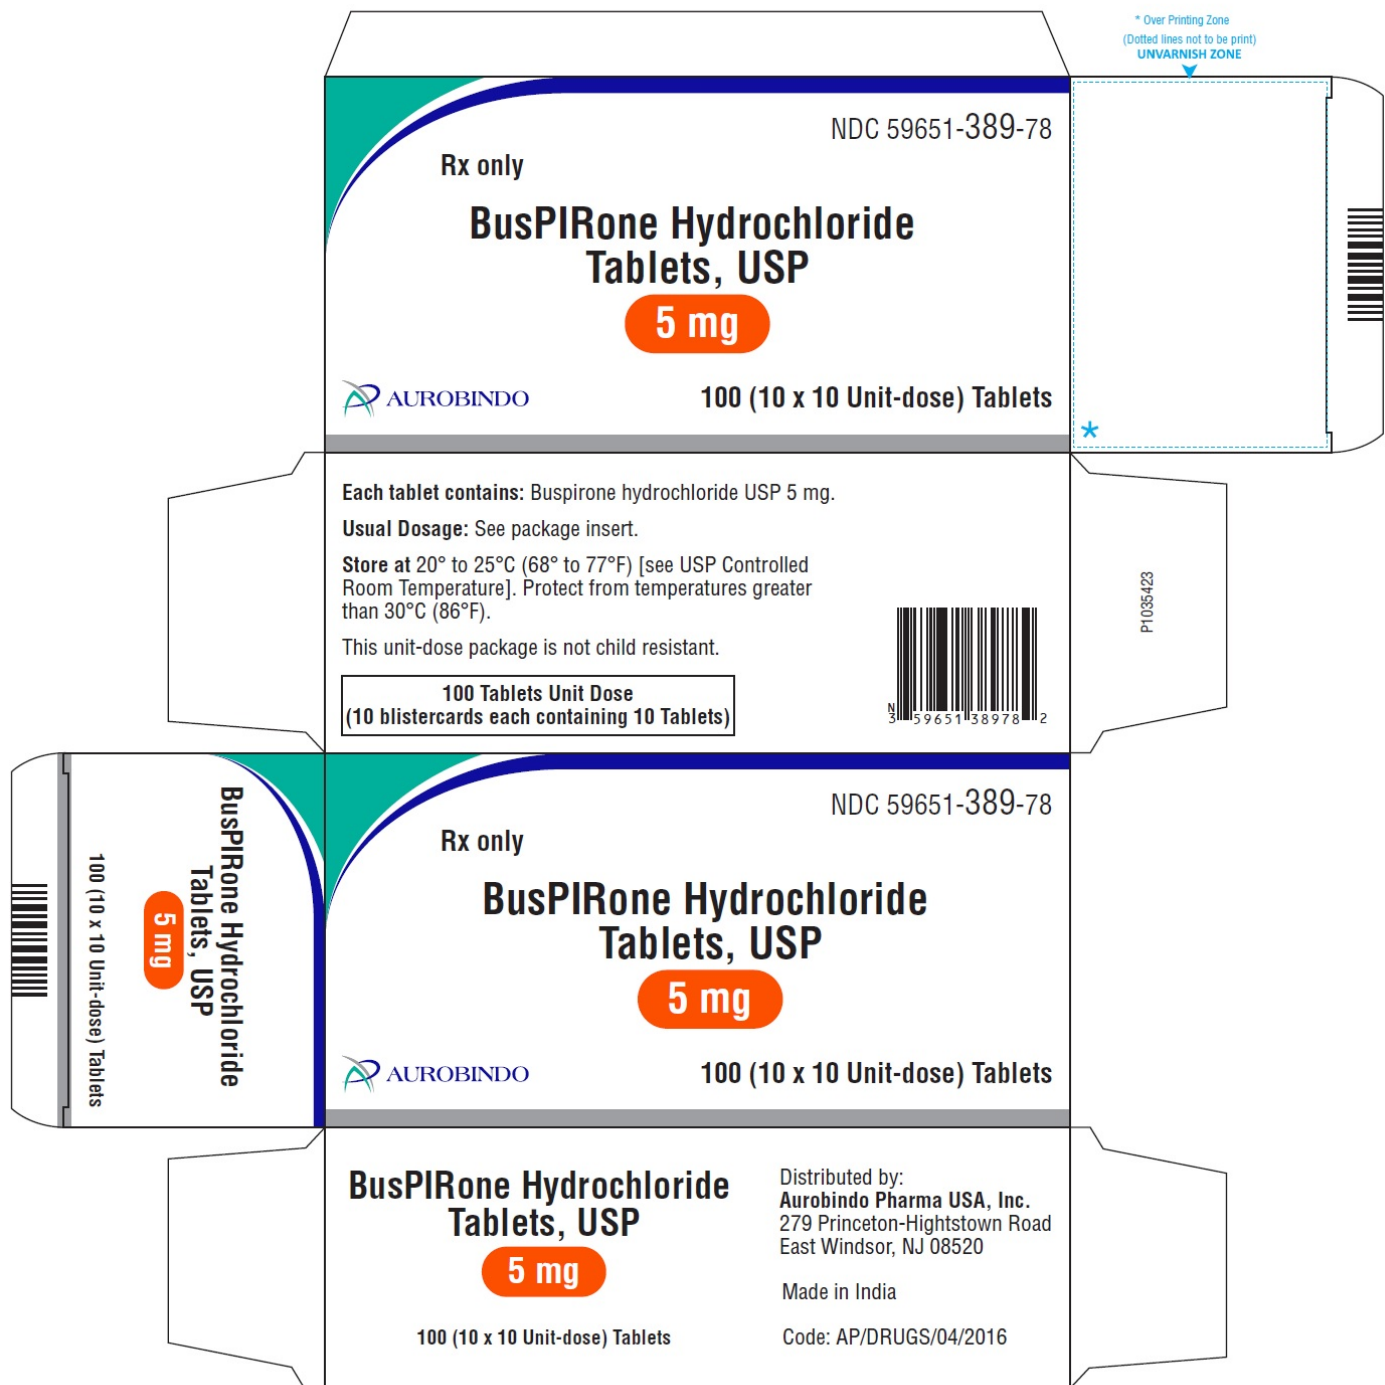 * Over Printing Zone
(Dotted lines not to be print)
UNVARNISH ZONE
NDC 59651-389-78
Rx only
BusPIRone Hydrochloride
Tablets, USP
5 mg
AUROBINDO
100 (10 x 10 Unit-dose) Tablets
*
Each tablet contains: Buspirone hydrochloride USP 5 mg.
Usual Dosage: See package insert.
Store at 20° to 25°C (68° to 77°F) [see USP Controlled
Room Temperature]. Protect from temperatures greater
than 30°C (86°F).
This unit-dose package is not child resistant.
100 Tablets Unit Dose
(10 blistercards each containing 10 Tablets)
N
3 59651 38978 2
P1035423
BusPIRone Hydrochloride
Tablets, USP
5 mg
100 (10 x 10 Unit-dose) Tablets
NDC 59651-389-78
Rx only
BusPIRone Hydrochloride
Tablets, USP
5 mg
AUROBINDO
100 (10 x 10 Unit-dose) Tablets
BusPIRone Hydrochloride
Tablets, USP
5 mg
100 (10 x 10 Unit-dose) Tablets
Distributed by:
Aurobindo Pharma USA, Inc.
279 Princeton-Hightstown Road
East Windsor, NJ 08520
Made in India
Code: AP/DRUGS/04/2016